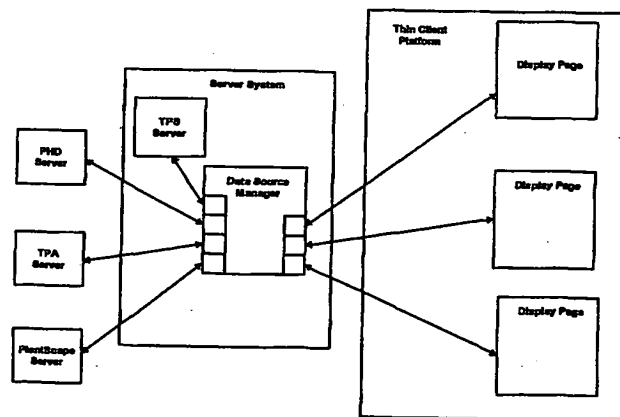 Thin Client
Platform
Display Page
Server System
TPS
Server
PHD
Server
Data Source
Manager
Display Page
TPA
Server
Display Page
PlantScape
Server